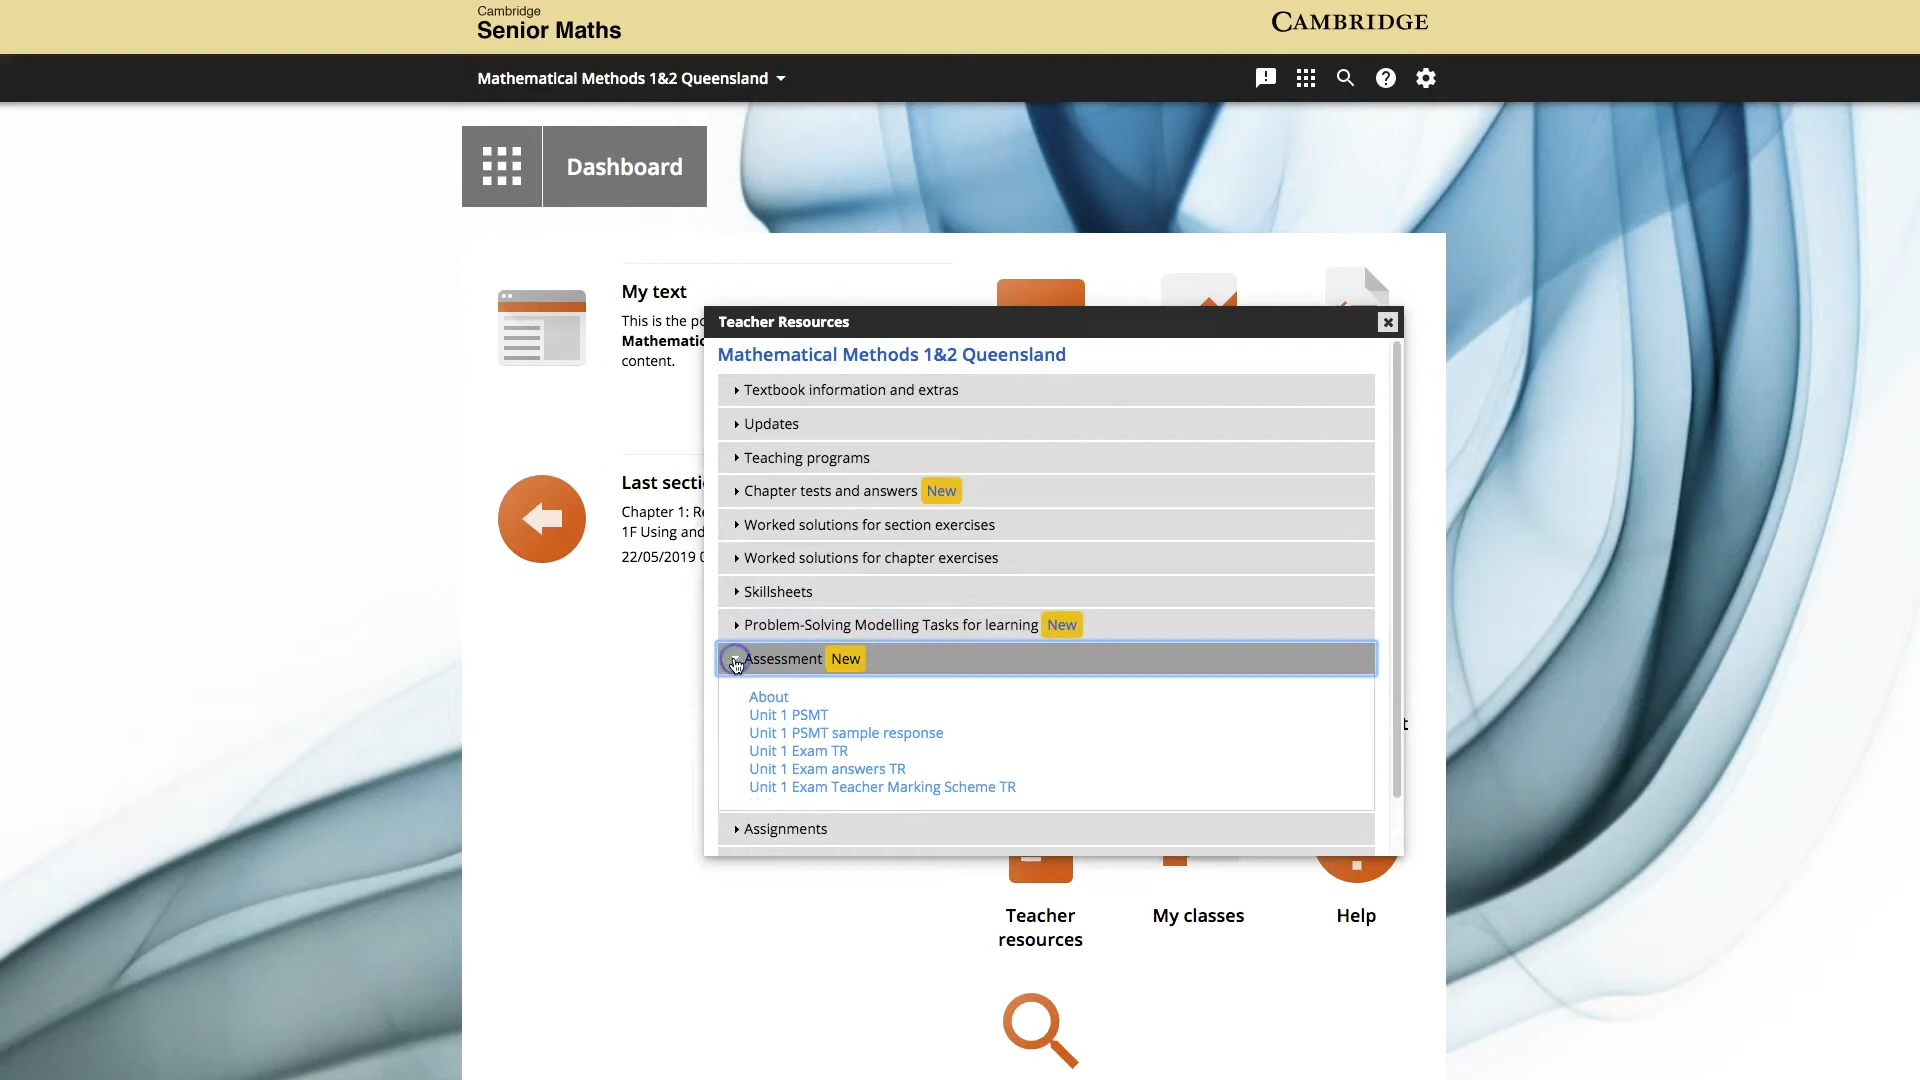 Cambridge
Senior Maths
CAMBRIDGE
Mathematical Methods 1&2 Queensland
Dashboard
My text
This is the
Mathematic
content.
Last secti
Chapter 1:
1F Using and
22/05/2019
Teacher Resources
Mathematical Methods 1&2 Queensland
Textbook information and extras
Updates
Teaching programs
Chapter tests and answers New
Worked solutions for section exercises
Worked solutions for chapter exercises
Skillsheets
Problem-Solving Modelling Tasks for learning New
Assessment New
About
Unit 1 PSMT
Unit 1 PSMT sample response
Unit 1 Exam TR
Unit 1 Exam answers TR
Unit 1 Exam Teacher Marking Scheme TR
Assignments
Teacher
resources
My classes
Help